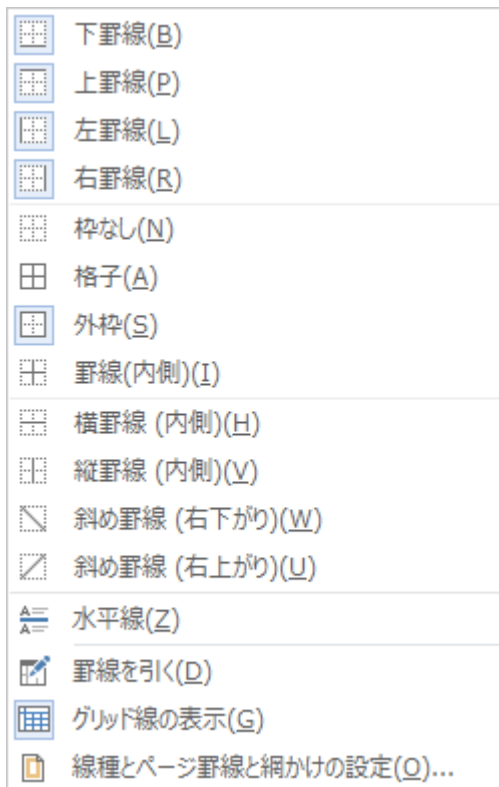 下罫線(B)
上罫線(P)
左罫線(L)
右罫線(R)
枠なし(N)
格子(A)
外枠(S)
罫線(内側)(I)
横罫線 (内側)(H)
縦罫線 (内側)(V)
斜め罫線 (右下がり)(W)
斜め罫線 (右上がり)(U)
水平線(Z)
罫線を引く(D)
グリッド線の表示(G)
線種とページ罫線と網かけの設定(O)...